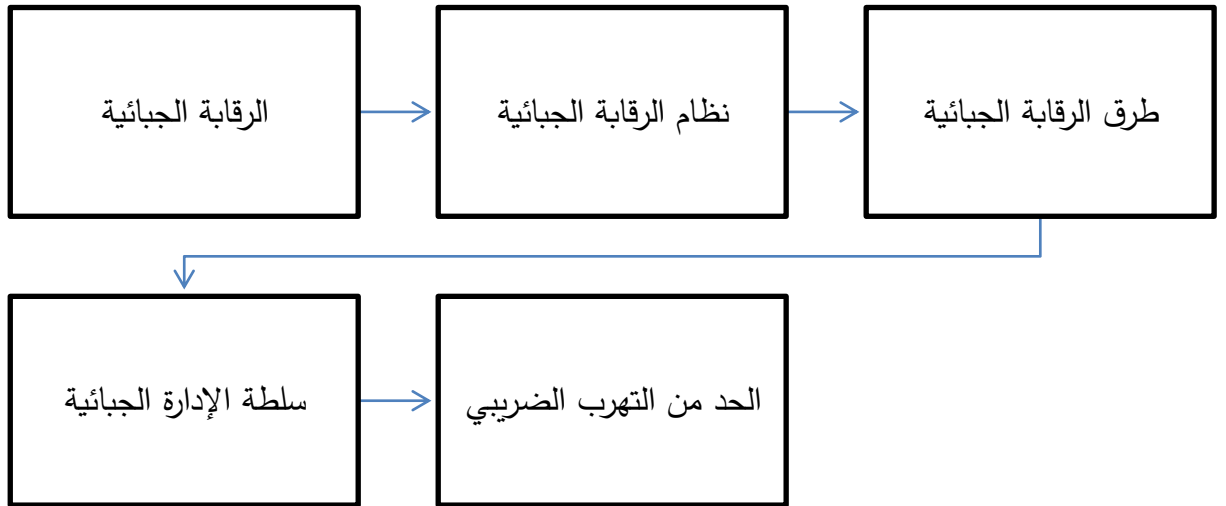 الرقابة الجبائية
نظام الرقابة الجبائية
طرق الرقابة الجبائية
سلطة الإدارة الجبائية
الحد من التهرب الضريبي